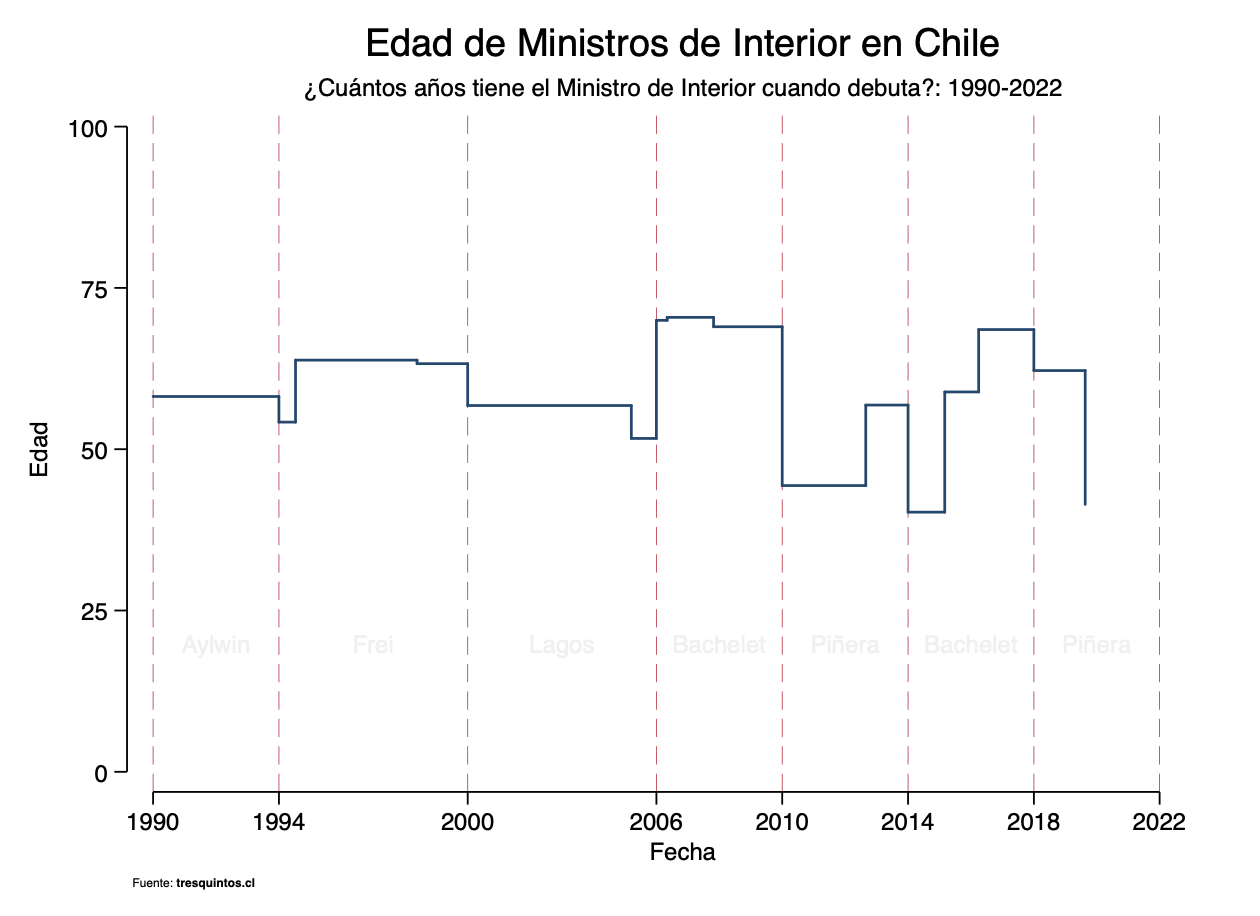 Edad de Ministros de Interior en Chile
¿Cuántos años tiene el Ministro de Interior cuando debuta?: 1990-2022
100
75
50
25
0
Edad
Aylwin Frei Lagos Bachelet Piñera Bachelet Piñera
1990 1994 2000 2006 2010 2014 2018 2022
Fecha
Fuente: tresquintos.cl